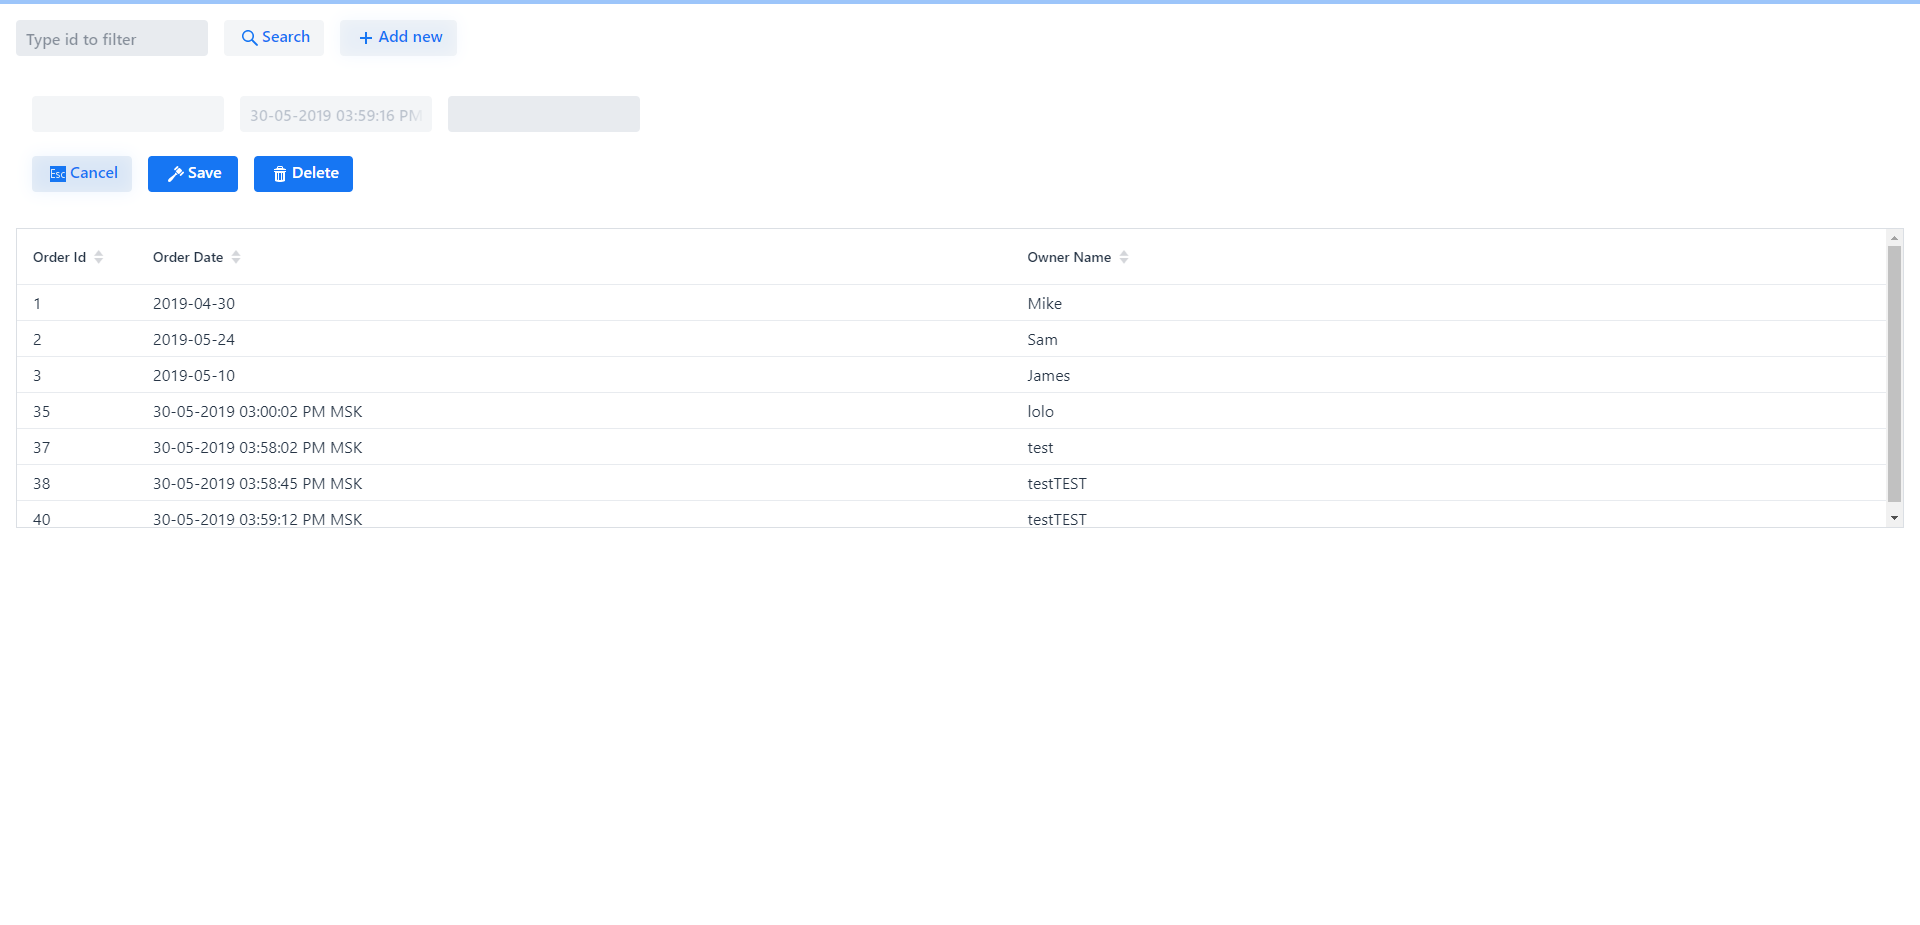 Type id to filter Search Add new
30-05-2019 03:59:16 PM
Esc Cancel Save Delete
Order Id Order Date Owner Name
1 2019-04-30 Mike
2 2019-05-24 Sam
3 2019-05-10 James
35 30-05-2019 03:00:02 PM MSK lolo
37 30-05-2019 03:58:02 PM MSK test
38 30-05-2019 03:58:45 PM MSK testTEST
40 30-05-2019 03:59:12 PM MSK testTEST